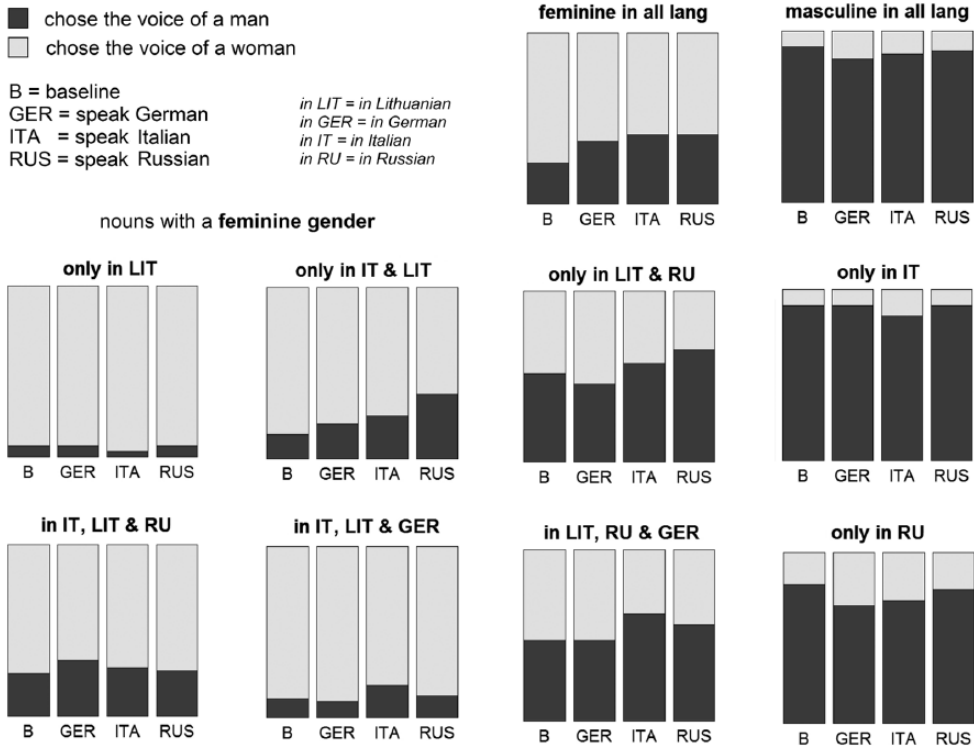 chose the voice of a man
chose the voice of a woman
B = baseline
GER = speak German
ITA = speak Italian
RUS = speak Russian
in LIT = in Lithuanian
in GER = in German
in IT = in Italian
in RU = in Russian
feminine in all lang
B GER ITA RUS
masculine in all lang
B GER ITA RUS
nouns with a feminine gender
only in LIT
B GER ITA RUS
only in IT & LIT
B GER ITA RUS
only in LIT & RU
B GER ITA RUS
only in IT
B GER ITA RUS
in IT, LIT & RU
B GER ITA RUS
in IT, LIT & GER
B GER ITA RUS
in LIT, RU & GER
B GER ITA RUS
only in RU
B GER ITA RUS